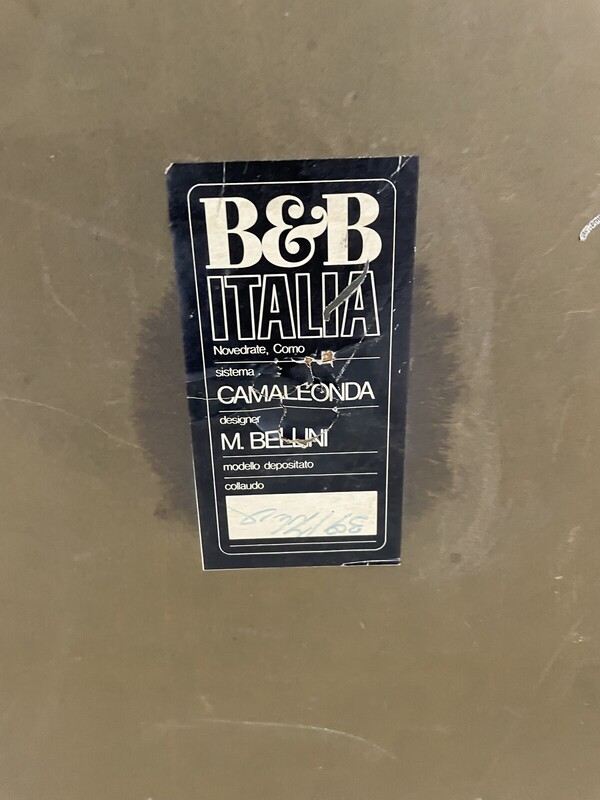 B&B
ITALIA
Novedrate, Como
sistema
CAMALEONDA
designer
M. BELLINI
modello depositato
collaudo